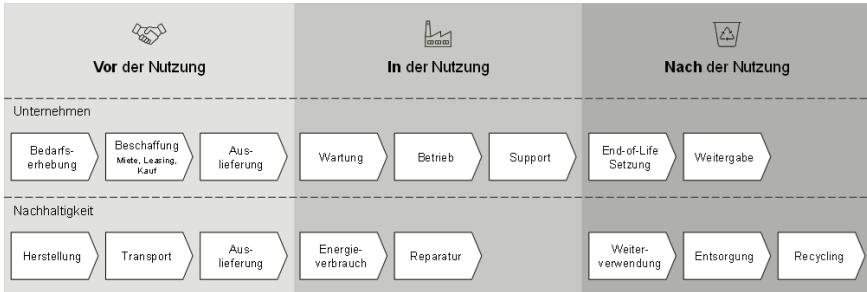 Vor der Nutzung
In der Nutzung
Nach der Nutzung
Unternehmen
Bedarfs-
erhebung
Beschaffung
Miete, Leasing,
Kauf
Aus-
lieferung
Wartung
Betrieb
Support
End-of-Life
Setzung
Weitergabe
Nachhaltigkeit
Herstellung
Transport
Aus-
lieferung
Energie-
verbrauch
Reparatur
Weiter-
verwendung
Entsorgung
Recycling